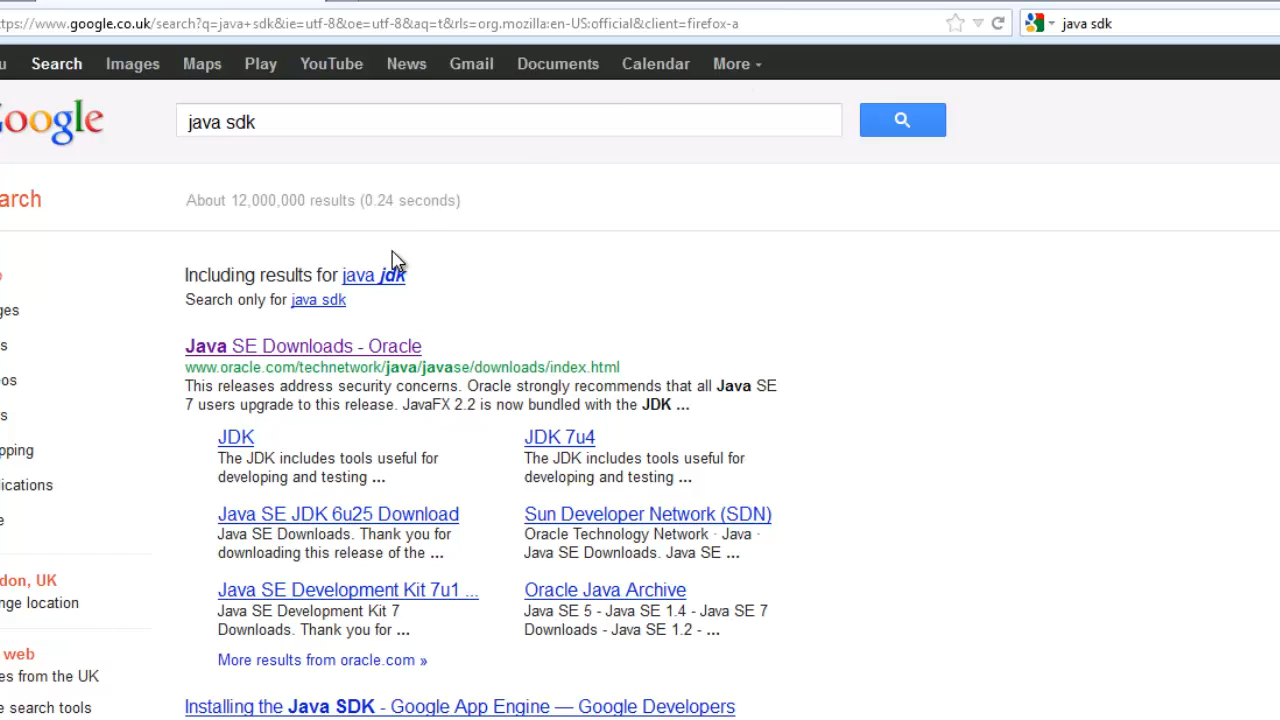 ttps://www.google.co.uk/search?q=java+sdk&ie=utf-8&oe=utf-8&aq=t&rls=org.mozilla:en-US:official&client=firefox-a
java sdk
u Search Images Maps Play YouTube News Gmail Documents Calendar More
Google
java sdk
arch
About 12,000,000 results (0.24 seconds)
Including results for java jdk
Search only for java sdk
ges
s
eos
s
pping
lications
e
don, UK
nge location
web
es from the UK
e search tools
Java SE Downloads - Oracle
www.oracle.com/technetwork/java/javase/downloads/index.html
This releases address security concerns. Oracle strongly recommends that all Java SE
7 users upgrade to this release. JavaFX 2.2 is now bundled with the JDK ...
JDK
The JDK includes tools useful for
developing and testing ...
JDK 7u4
The JDK includes tools useful for
developing and testing ...
Java SE JDK 6u25 Download
Java SE Downloads. Thank you for
downloading this release of the ...
Sun Developer Network (SDN)
Oracle Technology Network · Java ·
Java SE Downloads. Java SE ...
Java SE Development Kit 7u1 ...
Java SE Development Kit 7
Downloads. Thank you for ...
Oracle Java Archive
Java SE 5 - Java SE 1.4 - Java SE 7
Downloads - Java SE 1.2 - ...
More results from oracle.com »
Installing the Java SDK - Google App Engine — Google Developers